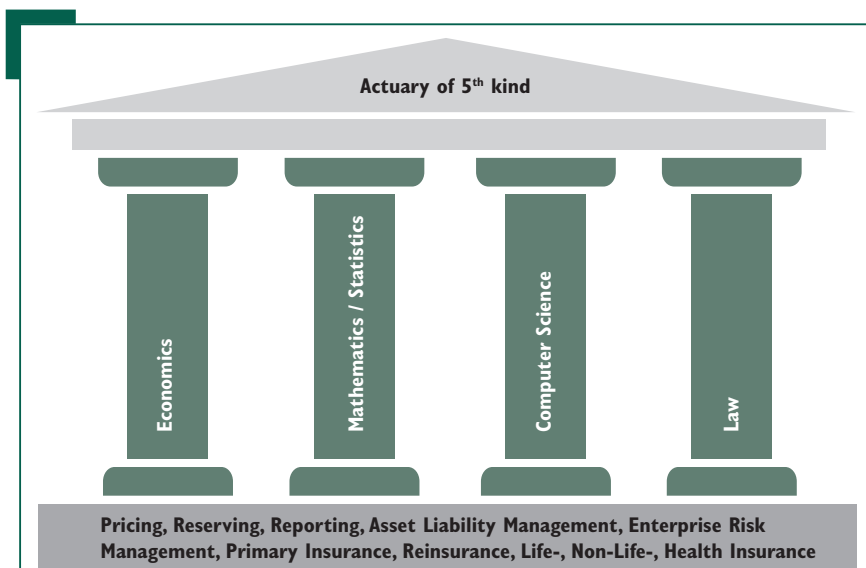 Actuary of 5th kind
Economics
Mathematics / Statistics
Computer Science
Law
Pricing, Reserving, Reporting, Asset Liability Management, Enterprise Risk
Management, Primary Insurance, Reinsurance, Life-, Non-Life-, Health Insurance